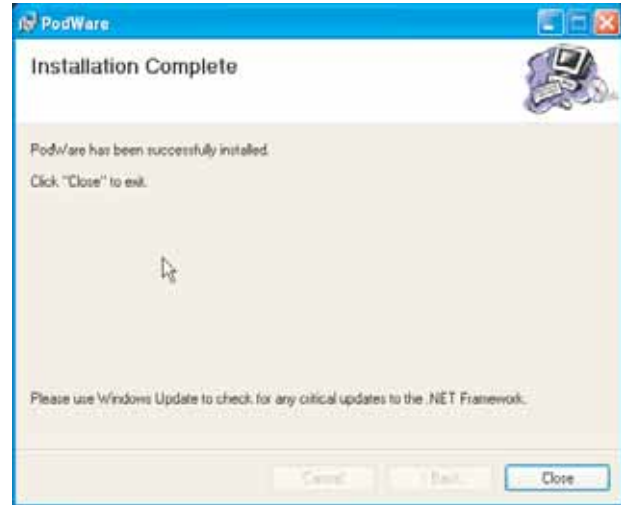 PodWare
Installation Complete
PodWare has been successfully installed.
Click "Close" to exit.
Please use Windows Update to check for any critical updates to the .NET Framework.
Cancel < Back Close